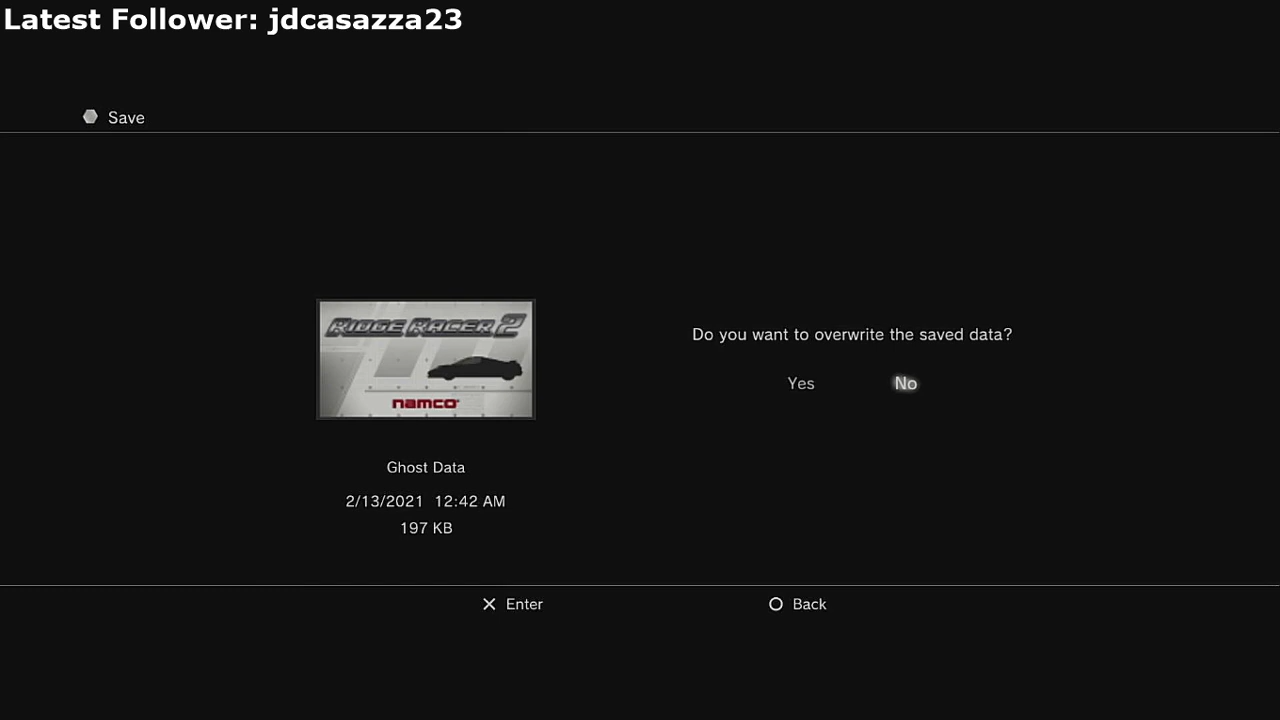 Latest Follower: jdcasazza23
Save
RIDGE RACER 2
namco
Do you want to overwrite the saved data?
Yes No
Ghost Data
2/13/2021 12:42 AM
197 KB
Enter Back